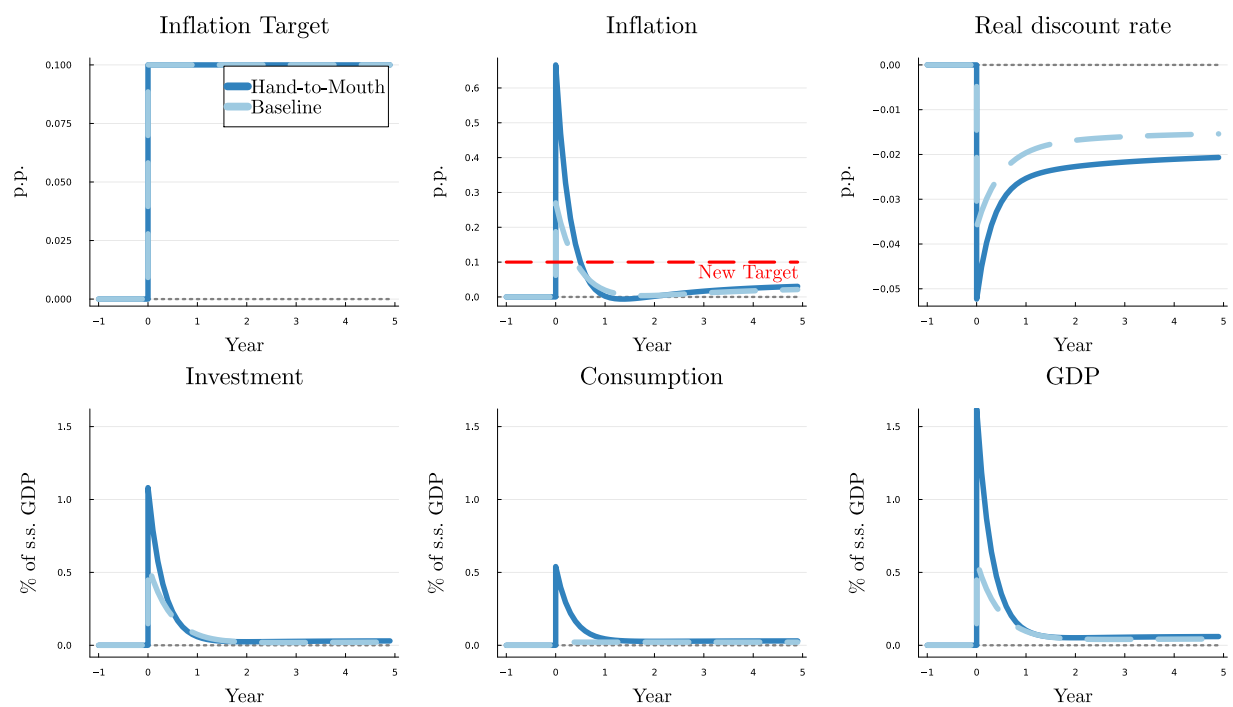 Inflation Target
Inflation
Real discount rate
p.p.
0.100
0.075
0.050
0.025
0.000
Hand-to-Mouth
Baseline
−1 0 1 2 3 4 5
Year
p.p.
0.6
0.5
0.4
0.3
0.2
0.1
0.0
New Target
−1 0 1 2 3 4 5
Year
p.p.
0.00
−0.01
−0.02
−0.03
−0.04
−0.05
−1 0 1 2 3 4 5
Year
Investment
Consumption
GDP
% of s.s. GDP
1.5
1.0
0.5
0.0
−1 0 1 2 3 4 5
Year
% of s.s. GDP
1.5
1.0
0.5
0.0
−1 0 1 2 3 4 5
Year
% of s.s. GDP
1.5
1.0
0.5
0.0
−1 0 1 2 3 4 5
Year